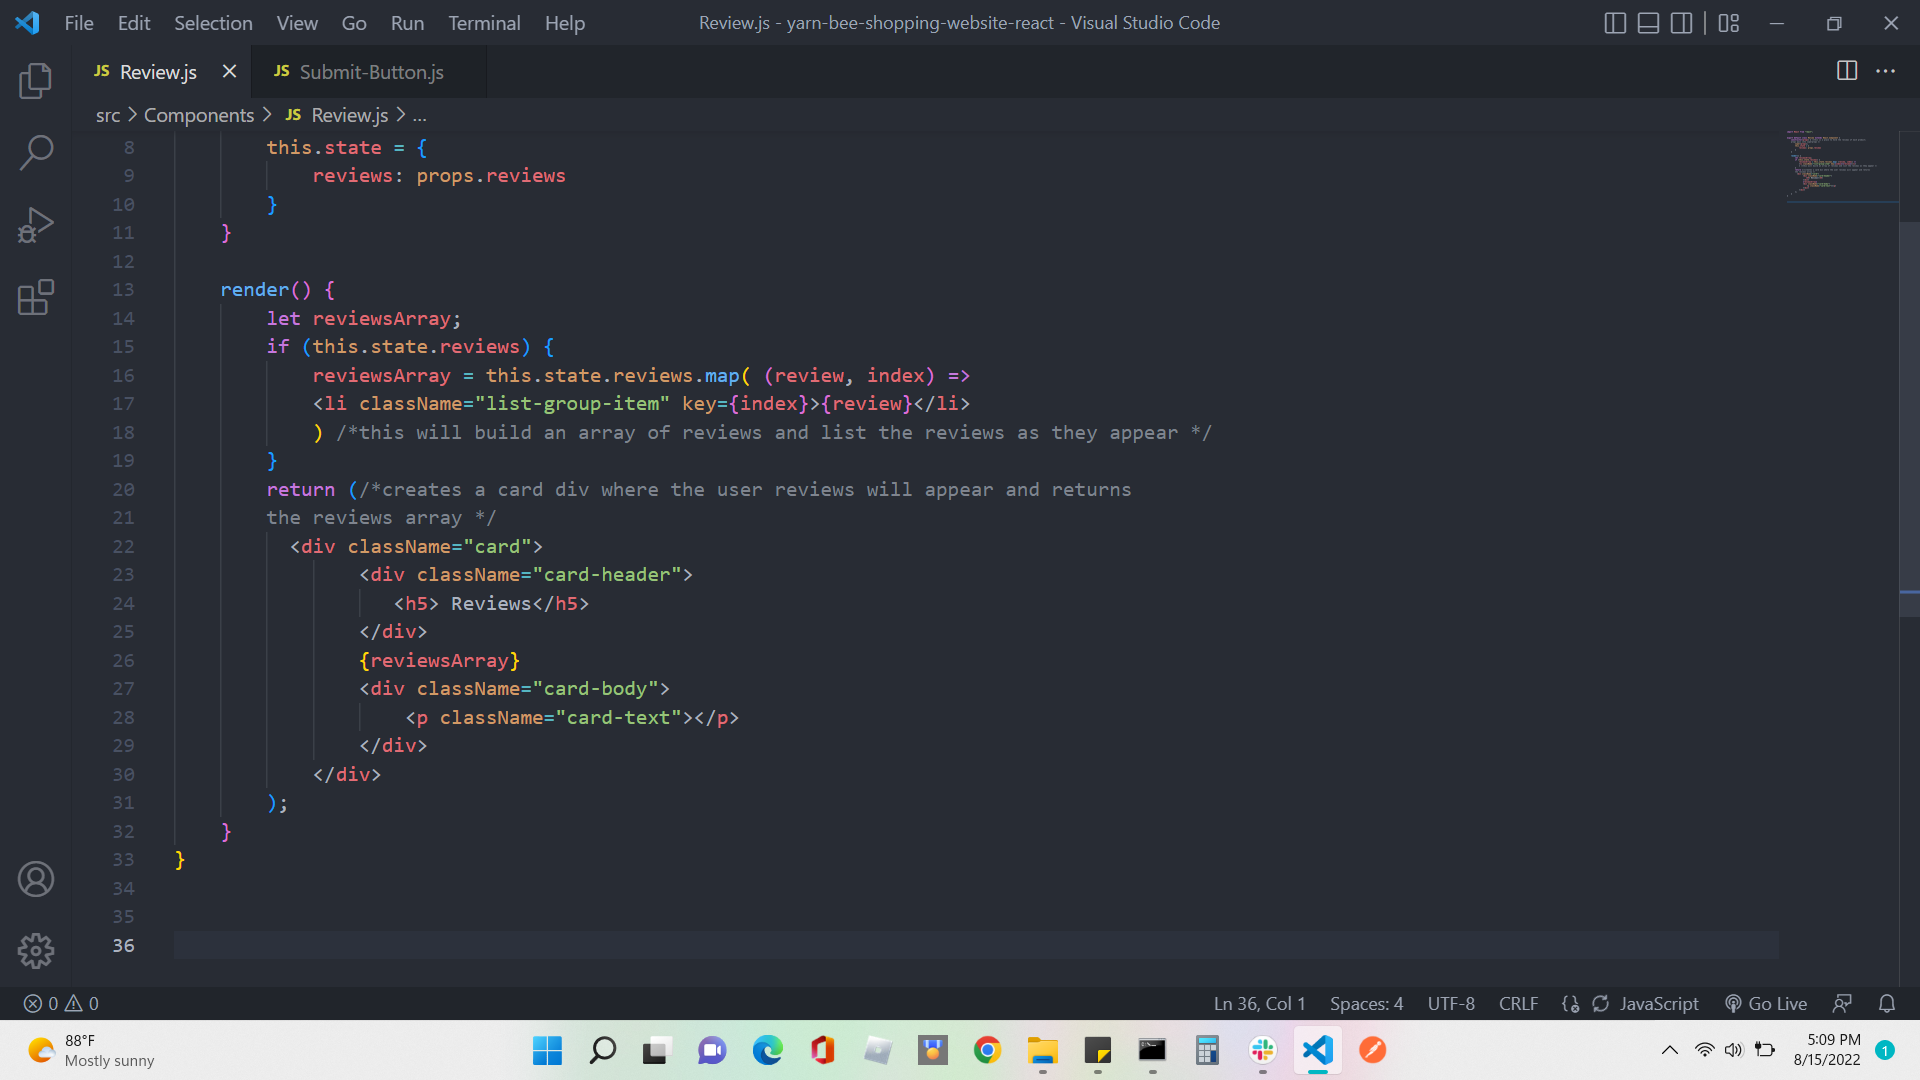 File Edit Selection View Go Run Terminal Help Review.js - yarn-bee-shopping-website-react - Visual Studio Code
JS Review.js JS Submit-Button.js
src > Components > JS Review.js > ...
8 this.state = {
9 reviews: props.reviews
10 }
11 }
12
13 render() {
14 let reviewsArray;
15 if (this.state.reviews) {
16 reviewsArray = this.state.reviews.map( (review, index) =>
17 <li className="list-group-item" key={index}>{review}</li>
18 ) /*this will build an array of reviews and list the reviews as they appear */
19 }
20 return (/*creates a card div where the user reviews will appear and returns
21 the reviews array */
22 <div className="card">
23 <div className="card-header">
24 <h5> Reviews</h5>
25 </div>
26 {reviewsArray}
27 <div className="card-body">
28 <p className="card-text"></p>
29 </div>
30 </div>
31 );
32 }
33 }
34
35
36
0 0 Ln 36, Col 1 Spaces: 4 UTF-8 CRLF JavaScript Go Live
88°F
Mostly sunny
5:09 PM
8/15/2022
1